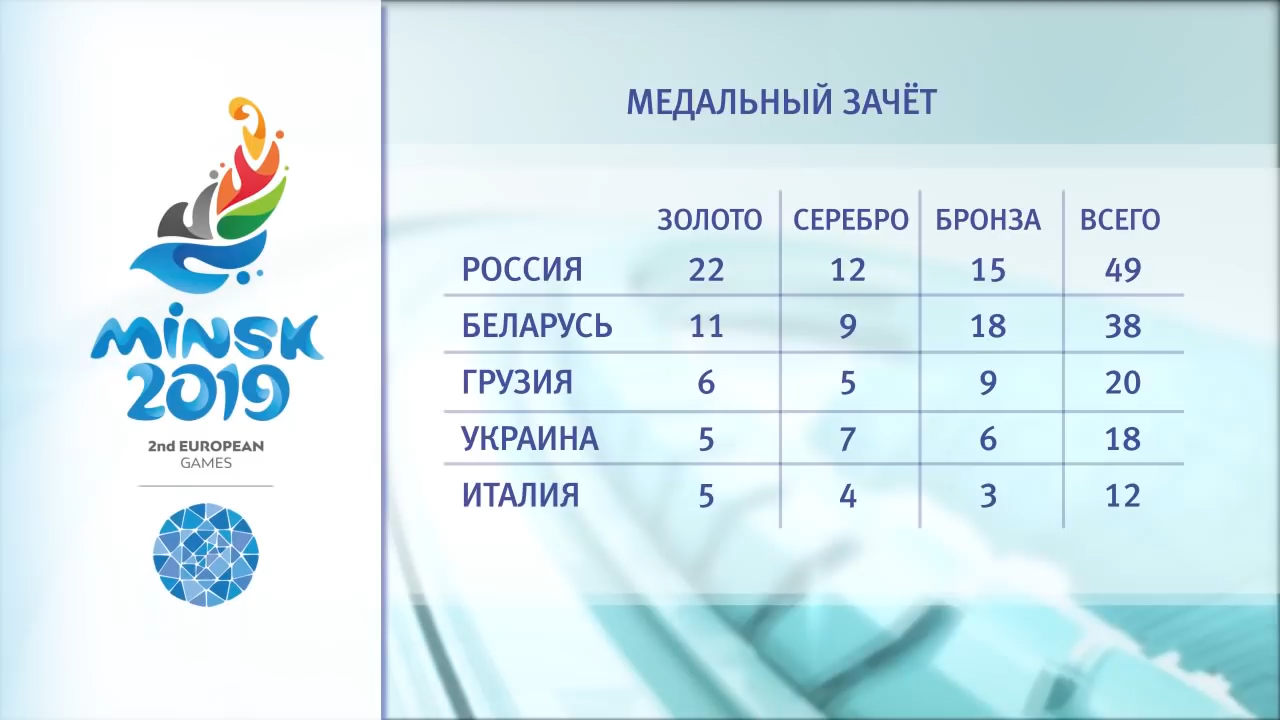 MINSK
2019
2nd EUROPEAN
GAMES
МЕДАЛЬНЫЙ ЗАЧЁТ
ЗОЛОТО СЕРЕБРО БРОНЗА ВСЕГО
РОССИЯ 22 12 15 49
БЕЛАРУСЬ 11 9 18 38
ГРУЗИЯ 6 5 9 20
УКРАИНА 5 7 6 18
ИТАЛИЯ 5 4 3 12